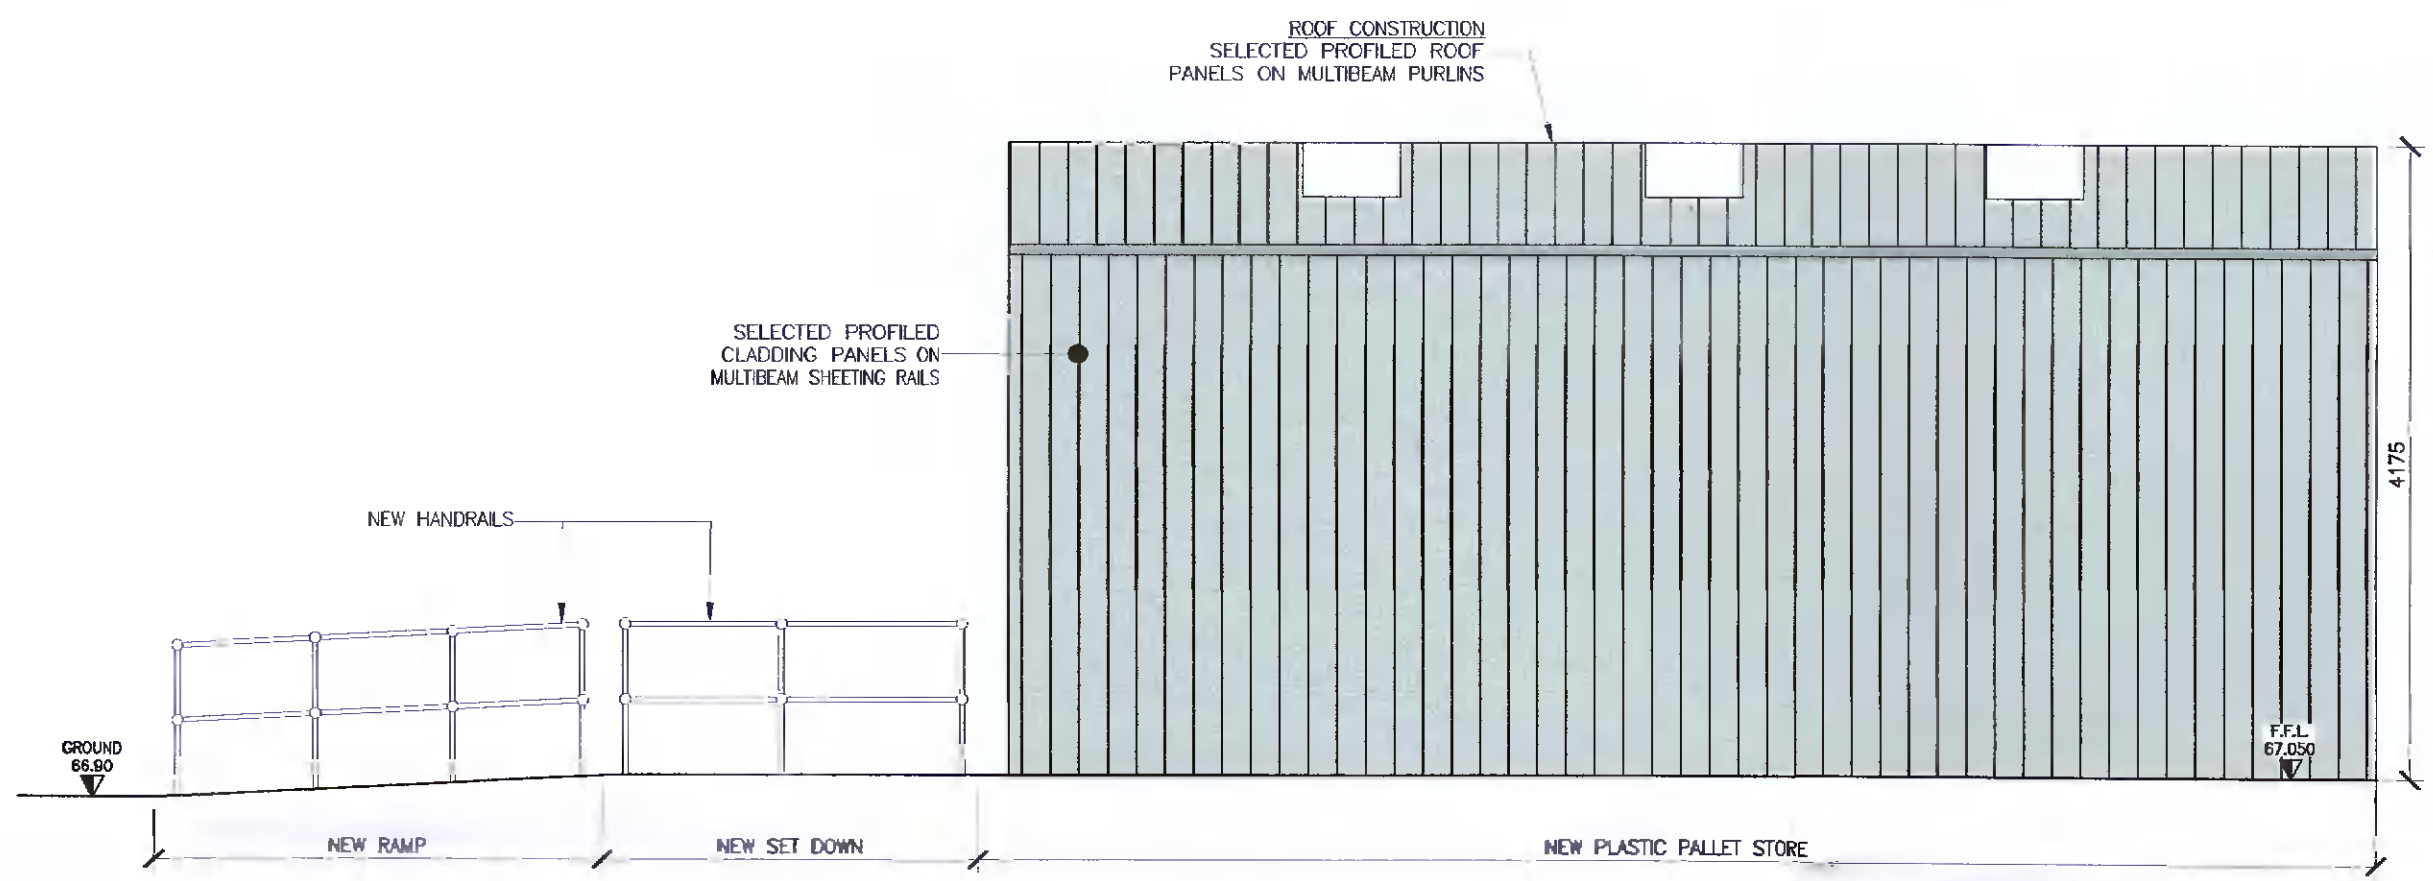 ROOF CONSTRUCTION
SELECTED PROFILED ROOF
PANELS ON MULTIBEAM PURLINS
SELECTED PROFILED
CLADDING PANELS ON
MULTIBEAM SHEETING RAILS
4175
NEW HANDRAILS
GROUND
66.90
F.F.L
67.050
NEW RAMP
NEW SET DOWN
NEW PLASTIC PALLET STORE